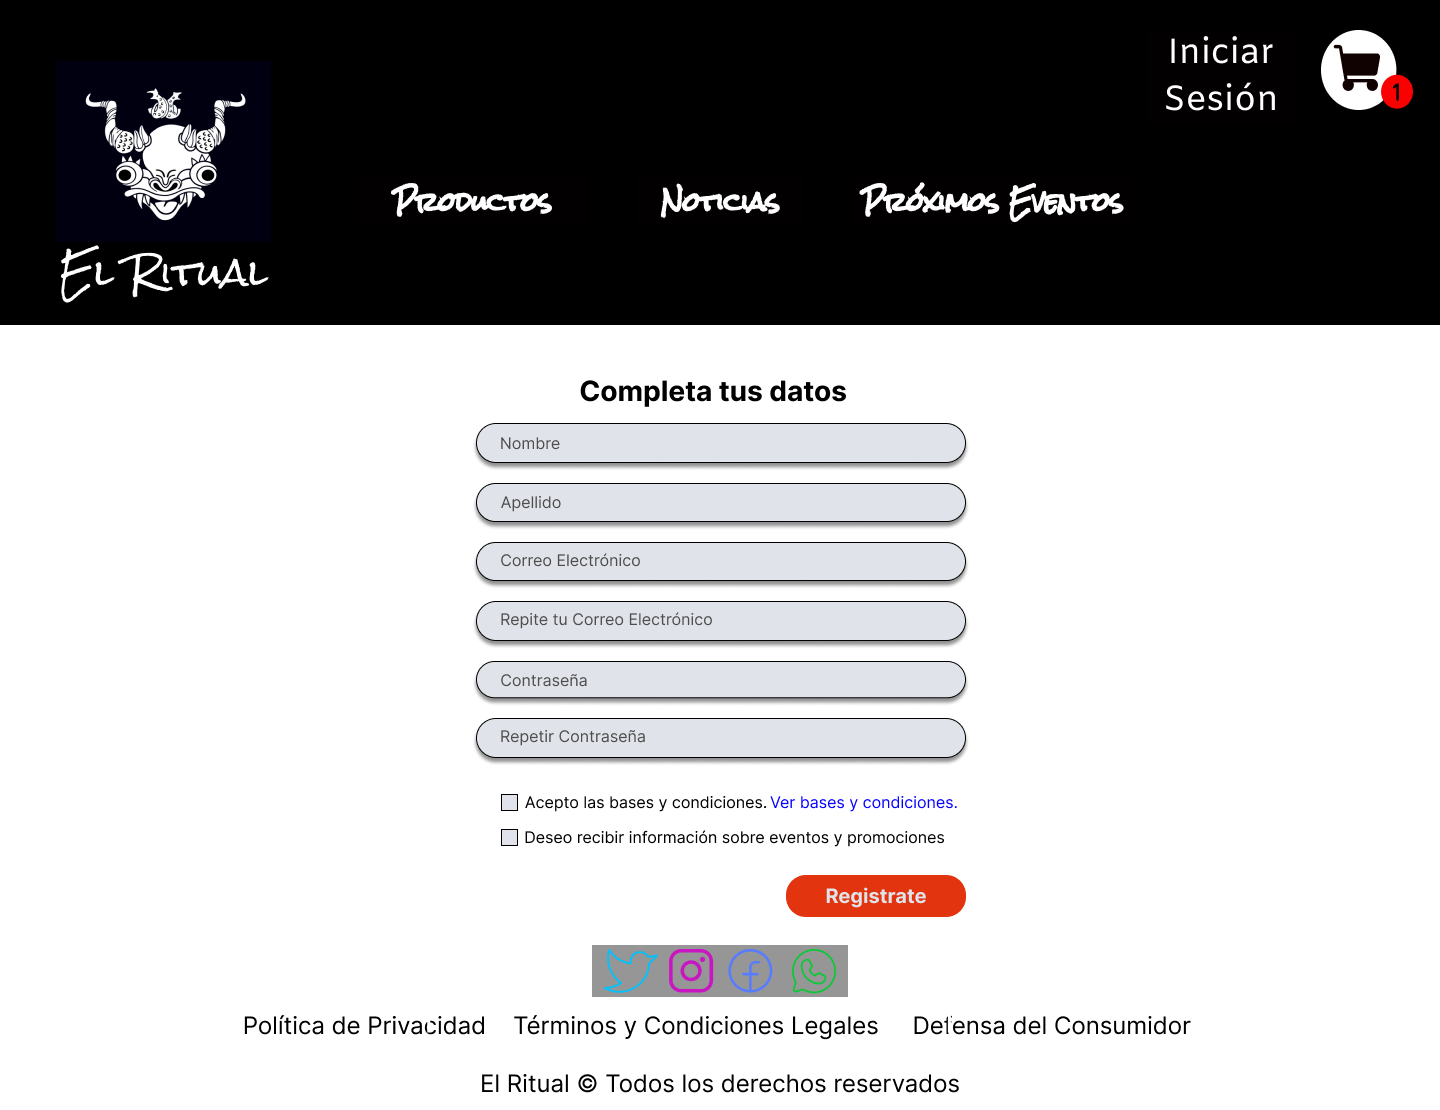 Iniciar
Sesión
1
Productos
Noticias
Próximos Eventos
El Ritual
Completa tus datos
Nombre
Apellido
Correo Electrónico
Repite tu Correo Electrónico
Contraseña
Repetir Contraseña
Acepto las bases y condiciones. Ver bases y condiciones.
Deseo recibir información sobre eventos y promociones
Registrate
Política de Privacidad
Términos y Condiciones Legales
Defensa del Consumidor
El Ritual © Todos los derechos reservados